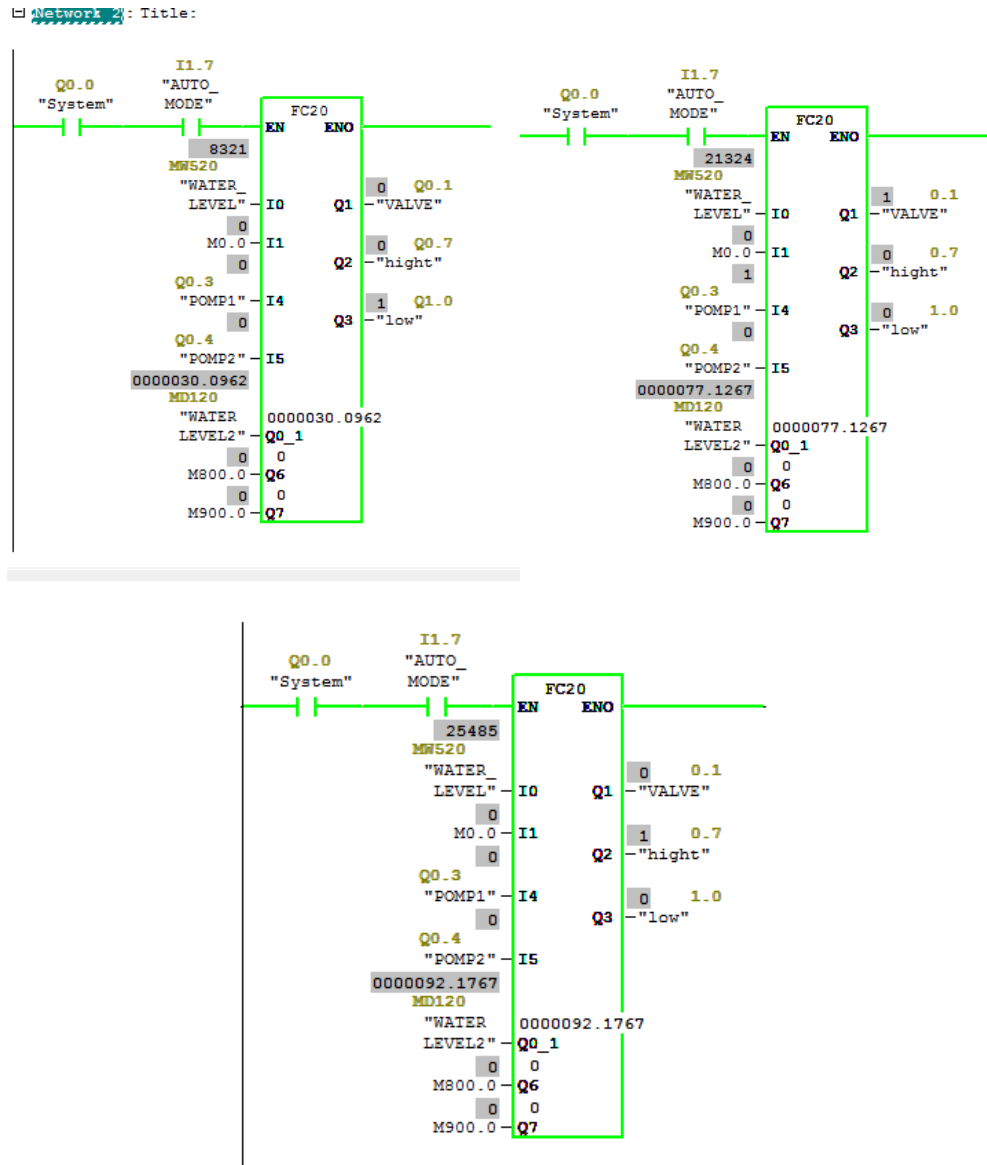 Network 2: Title:
I1.7
Q0.0 "AUTO_
"System" MODE"
FC20
EN ENO
8321
MW520
"WATER_
LEVEL" I0
0 Q0.1
Q1 "VALVE"
0
M0.0 I1
0 Q0.7
Q2 "hight"
0
Q0.3
"POMP1" I4
1 Q1.0
Q3 "low"
0
Q0.4
"POMP2" I5
0000030.0962
MD120
"WATER 0000030.0962
LEVEL2" Q0_1
0 0
M800.0 Q6
0 0
M900.0 Q7
I1.7
Q0.0 "AUTO_
"System" MODE"
FC20
EN ENO
21324
MW520
"WATER_
LEVEL" I0
1 0.1
Q1 "VALVE"
0
M0.0 I1
0 0.7
Q2 "hight"
1
Q0.3
"POMP1" I4
0 1.0
Q3 "low"
0
Q0.4
"POMP2" I5
0000077.1267
MD120
"WATER 0000077.1267
LEVEL2" Q0_1
0 0
M800.0 Q6
0 0
M900.0 Q7
I1.7
Q0.0 "AUTO_
"System" MODE"
FC20
EN ENO
25485
MW520
"WATER_
LEVEL" I0
0 0.1
Q1 "VALVE"
0
M0.0 I1
1 0.7
Q2 "hight"
0
Q0.3
"POMP1" I4
0 1.0
Q3 "low"
0
Q0.4
"POMP2" I5
0000092.1767
MD120
"WATER 0000092.1767
LEVEL2" Q0_1
0 0
M800.0 Q6
0 0
M900.0 Q7